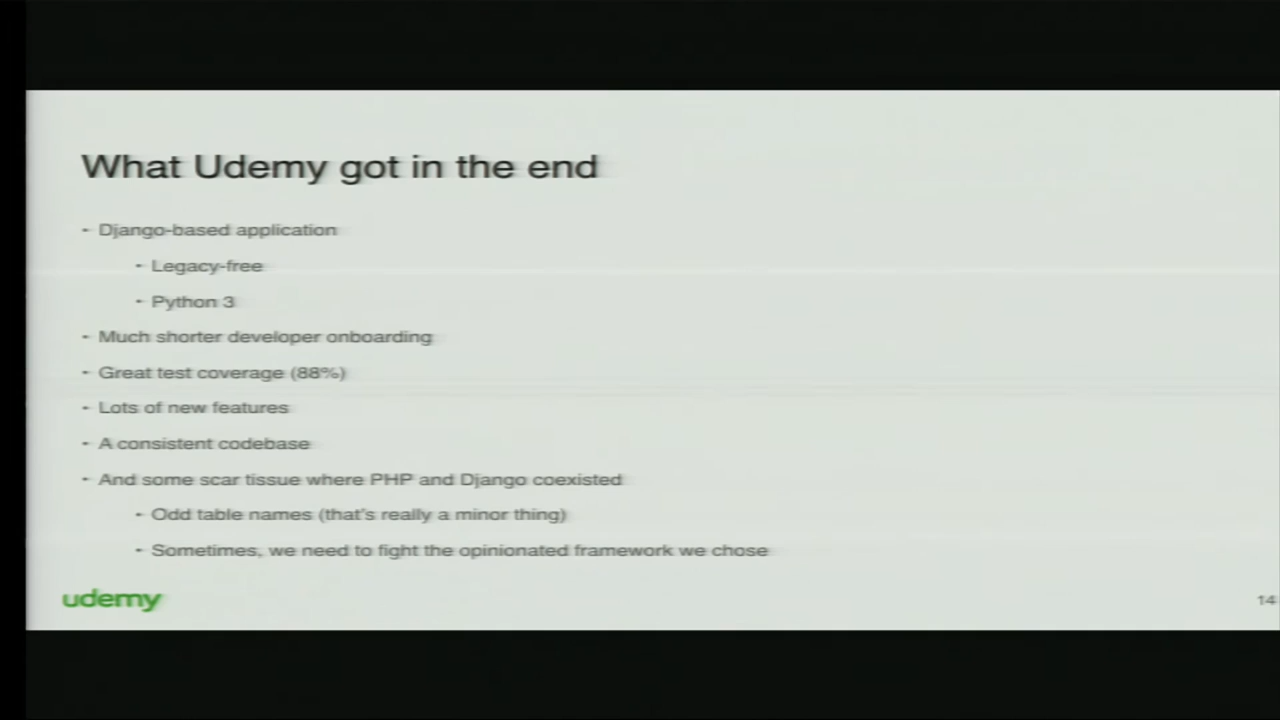 What Udemy got in the end
- Django-based application
- Legacy-free
- Python 3
- Much shorter developer onboarding
- Great test coverage (88%)
- Lots of new features
- A consistent codebase
- And some scar tissue where PHP and Django coexisted
- Odd table names (that's really a minor thing)
- Sometimes, we need to fight the opinionated framework we chose
udemy
14